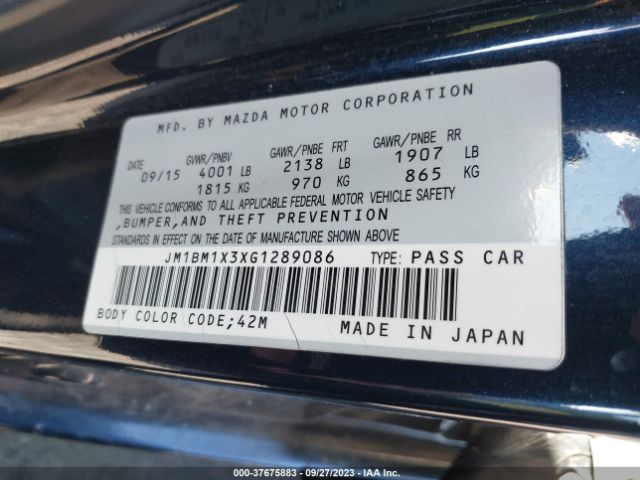 MFD. BY MAZDA MOTOR CORPORATION
DATE GVWR/PNBV GAWR/PNBE FRT GAWR/PNBE RR
09/15 4001 LB 2138 LB 1907 LB
1815 KG 970 KG 865 KG
THIS VEHICLE CONFORMS TO ALL APPLICABLE FEDERAL MOTOR VEHICLE SAFETY
,BUMPER,AND THEFT PREVENTION
STANDARDS IN EFFECT ON THE DATE OF MANUFACTURE SHOWN ABOVE
JM1BM1X3XG1289086 TYPE: PASS CAR
BODY COLOR CODE;42M MADE IN JAPAN
000-37675883 - 09/27/2023 - IAA Inc.